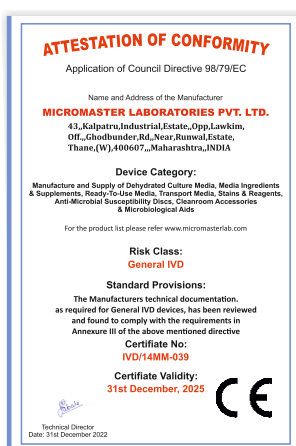 ATTESTATION OF CONFORMITY
Application of Council Directive 98/79/EC
Name and Address of the Manufacturer
MICROMASTER LABORATORIES PVT. LTD.
43,,Kalpatru,Industrial,Estate,,Opp,Lawkim,
Off.,,Ghodbunder,Rd,,Near,Runwal,Estate,
Thane,(W),400607,,,Maharashtra,,INDIA
Device Category:
Manufacture and Supply of Dehydrated Culture Media, Media Ingredients
& Supplements, Ready-To-Use Media, Transport Media, Stains & Reagents,
Anti-Microbial Susceptibility Discs, Cleanroom Accessories
& Microbiological Aids
For the product list please refer www.micromasterlab.com
Risk Class:
General IVD
Standard Provisions:
The Manufacturers technical documentation.
as required for General IVD devices, has been reviewed
and found to comply with the requirements in
Annexure III of the above mentioned directive
Certifiate No:
IVD/14MM-039
Certifiate Validity:
31st December, 2025
CE
Technical Director
Date: 31st December 2022